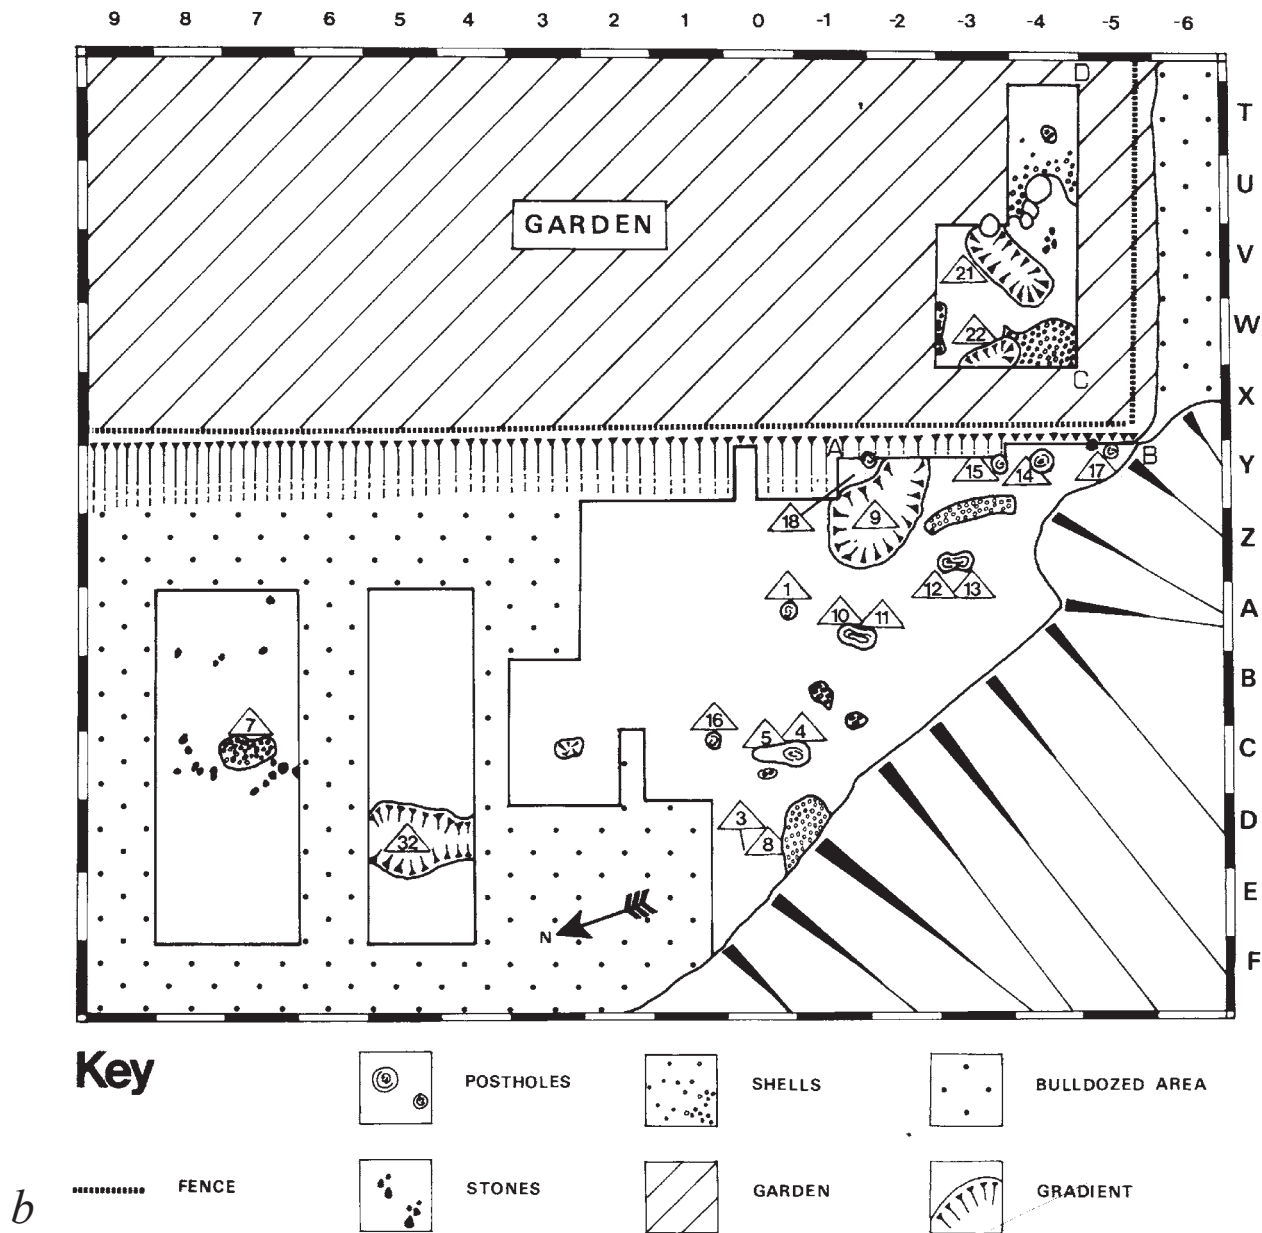 9 8 7 6 5 4 3 2 1 0 -1 -2 -3 -4 -5 -6
D
T
U
GARDEN
V
21
W
22
C
X
A
B
Y
15
14
17
18
9
Z
1
12
13
A
10
11
B
16
7
5
4
C
3
D
32
8
E
N
F
Key
POSTHOLES
SHELLS
BULLDOZED AREA
FENCE
STONES
GARDEN
GRADIENT
b